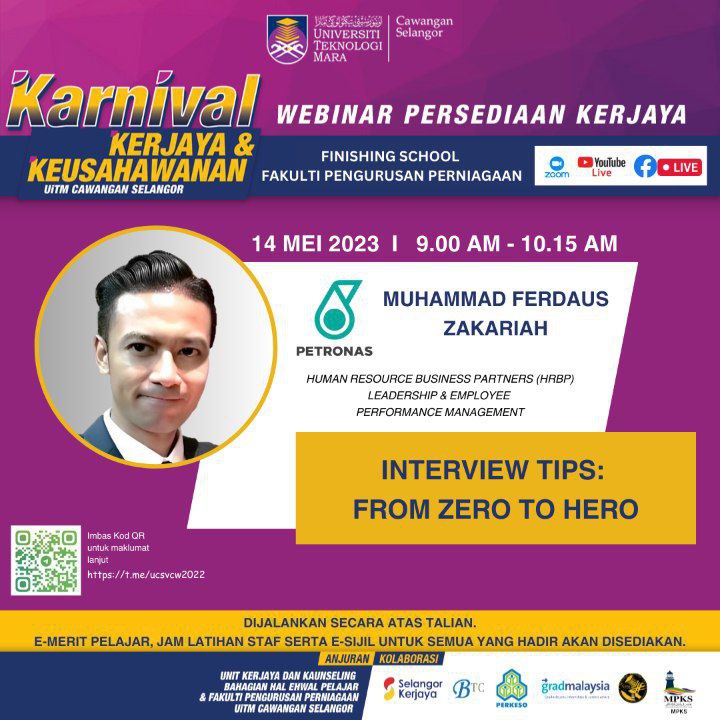 UNIVERSITI
TEKNOLOGI
MARA
Cawangan
Selangor
Karnival
KERJAYA &
KEUSAHAWANAN
UiTM CAWANGAN SELANGOR
WEBINAR PERSEDIAAN KERJAYA
FINISHING SCHOOL
FAKULTI PENGURUSAN PERNIAGAAN
zoom
YouTube
Live
LIVE
14 MEI 2023 I 9.00 AM - 10.15 AM
PETRONAS
MUHAMMAD FERDAUS
ZAKARIAH
HUMAN RESOURCE BUSINESS PARTNERS (HRBP)
LEADERSHIP & EMPLOYEE
PERFORMANCE MANAGEMENT
INTERVIEW TIPS:
FROM ZERO TO HERO
Imbas Kod QR
untuk maklumat
lanjut
https://t.me/ucsvcw2022
DIJALANKAN SECARA ATAS TALIAN.
E-MERIT PELAJAR, JAM LATIHAN STAF SERTA E-SIJIL UNTUK SEMUA YANG HADIR AKAN DISEDIAKAN.
ANJURAN KOLABORASI
UNIT KERJAYA DAN KAUNSELING
BAHAGIAN HAL EHWAL PELAJAR
& FAKULTI PENGURUSAN PERNIAGAAN
UITM CAWANGAN SELANGOR
Selangor
Kerjaya
BTC
PERKESO
gradmalaysia
MPKS
MPKS